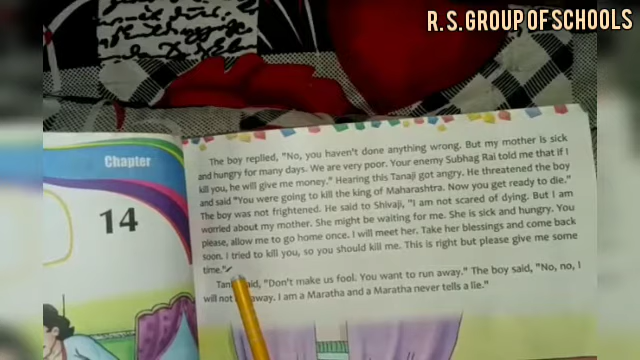 R. S. GROUP OF SCHOOLS
Chapter
14
The boy replied, "No, you haven't done anything wrong. But my mother is sick
and hungry for many days. We are very poor. Your enemy Subhag Rai told me that if I
kill you, he will give me money." Hearing this Tanaji got angry. He threatened the boy
and said "You were going to kill the king of Maharashtra. Now you get ready to die."
The boy was not frightened. He said to Shivaji, "I am not scared of dying. But I am
worried about my mother. She might be waiting for me. She is sick and hungry. You
please, allow me to go home once. I will meet her. Take her blessings and come back
soon. I tried to kill you, so you should kill me. This is right but please give me some
time."
said, "Don't make us fool. You want to run away." The boy said, "No, no, I
will not away. I am a Maratha and a Maratha never tells a lie."